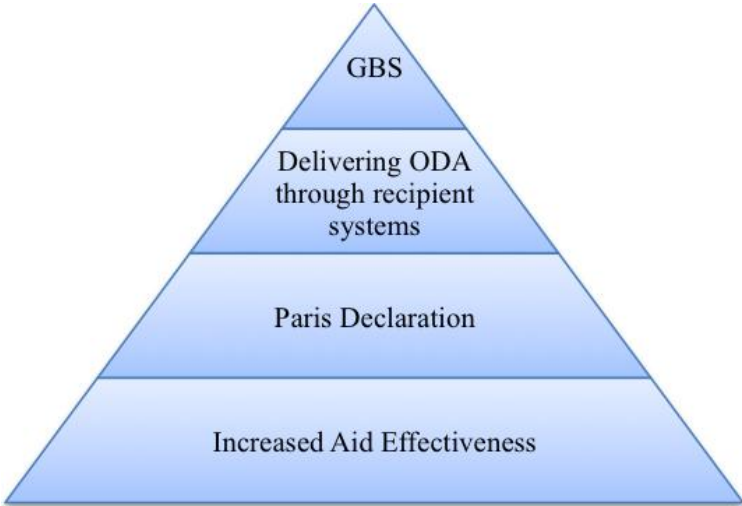 GBS
Delivering ODA
through recipient
systems
Paris Declaration
Increased Aid Effectiveness